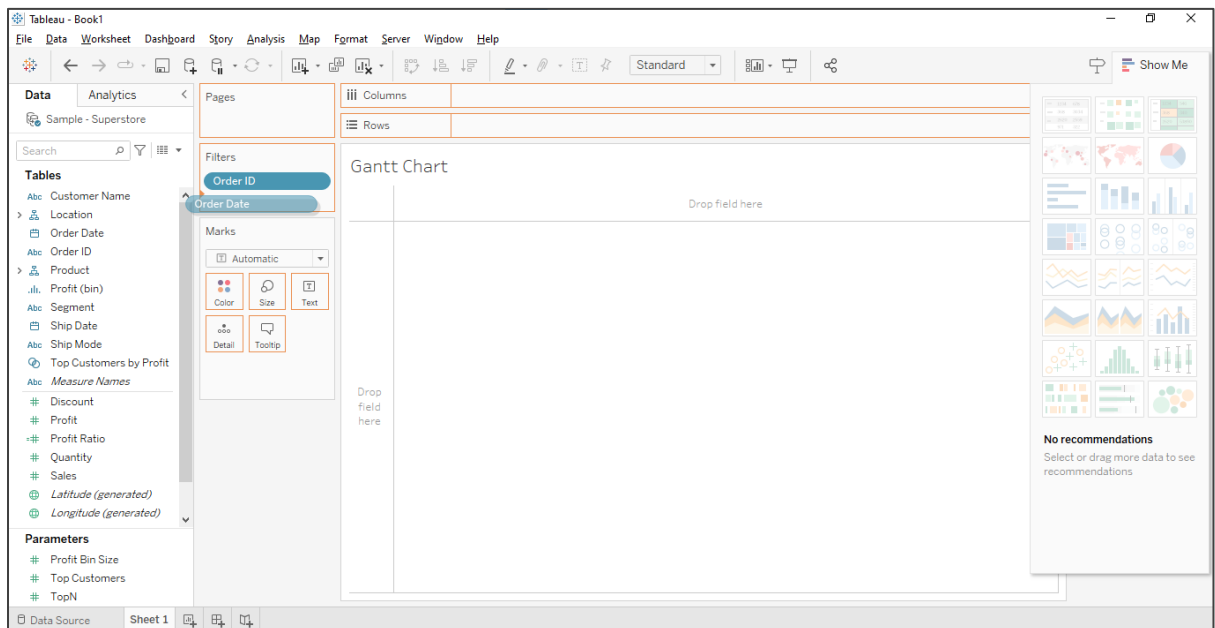 Tableau - Book1
File Data Worksheet Dashboard Story Analysis Map Format Server Window Help
Standard
Show Me
Data Analytics
Sample - Superstore
Search
Tables
Abc Customer Name
Location
Order Date
Abc Order ID
Product
Profit (bin)
Abc Segment
Ship Date
Abc Ship Mode
Top Customers by Profit
Abc Measure Names
# Discount
# Profit
=# Profit Ratio
# Quantity
# Sales
Latitude (generated)
Longitude (generated)
Parameters
# Profit Bin Size
# Top Customers
# TopN
Pages
Filters
Order ID
Order Date
Marks
T Automatic
Color Size T Text
Detail Tooltip
Columns
Rows
Gantt Chart
Drop field here
Drop
field
here
No recommendations
Select or drag more data to see
recommendations
Data Source Sheet 1